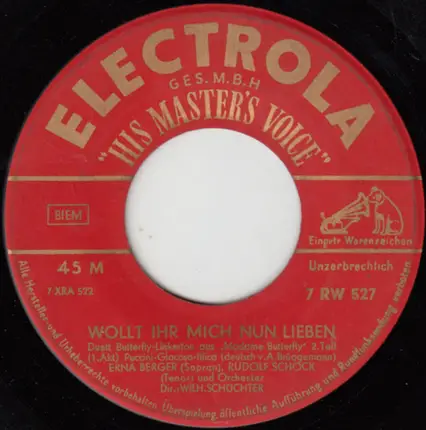 ELECTROLA
GES.M.B.H
"HIS MASTER'S VOICE"
BIEM
Eingetr Warenzeichen
45 M
Unzerbrechlich
7 XRA 522
7 RW 527
WOLLT IHR MICH NUN LIEBEN
Duett Butterfly-Linkerton aus "Madame Butterfly" 2.Teil
(1.Akt) Puccini-Giacosa-Illica (deutsch v.A.Brüggemann)
ERNA BERGER (Sopran), RUDOLF SCHOCK
(Tenor) und Orchester
Dir.: WILH. SCHÜCHTER
Alle Hersteller-und Urheberrechte vorbehalten Überspielung, öffentliche Aufführung und Rundfunksendung verboten